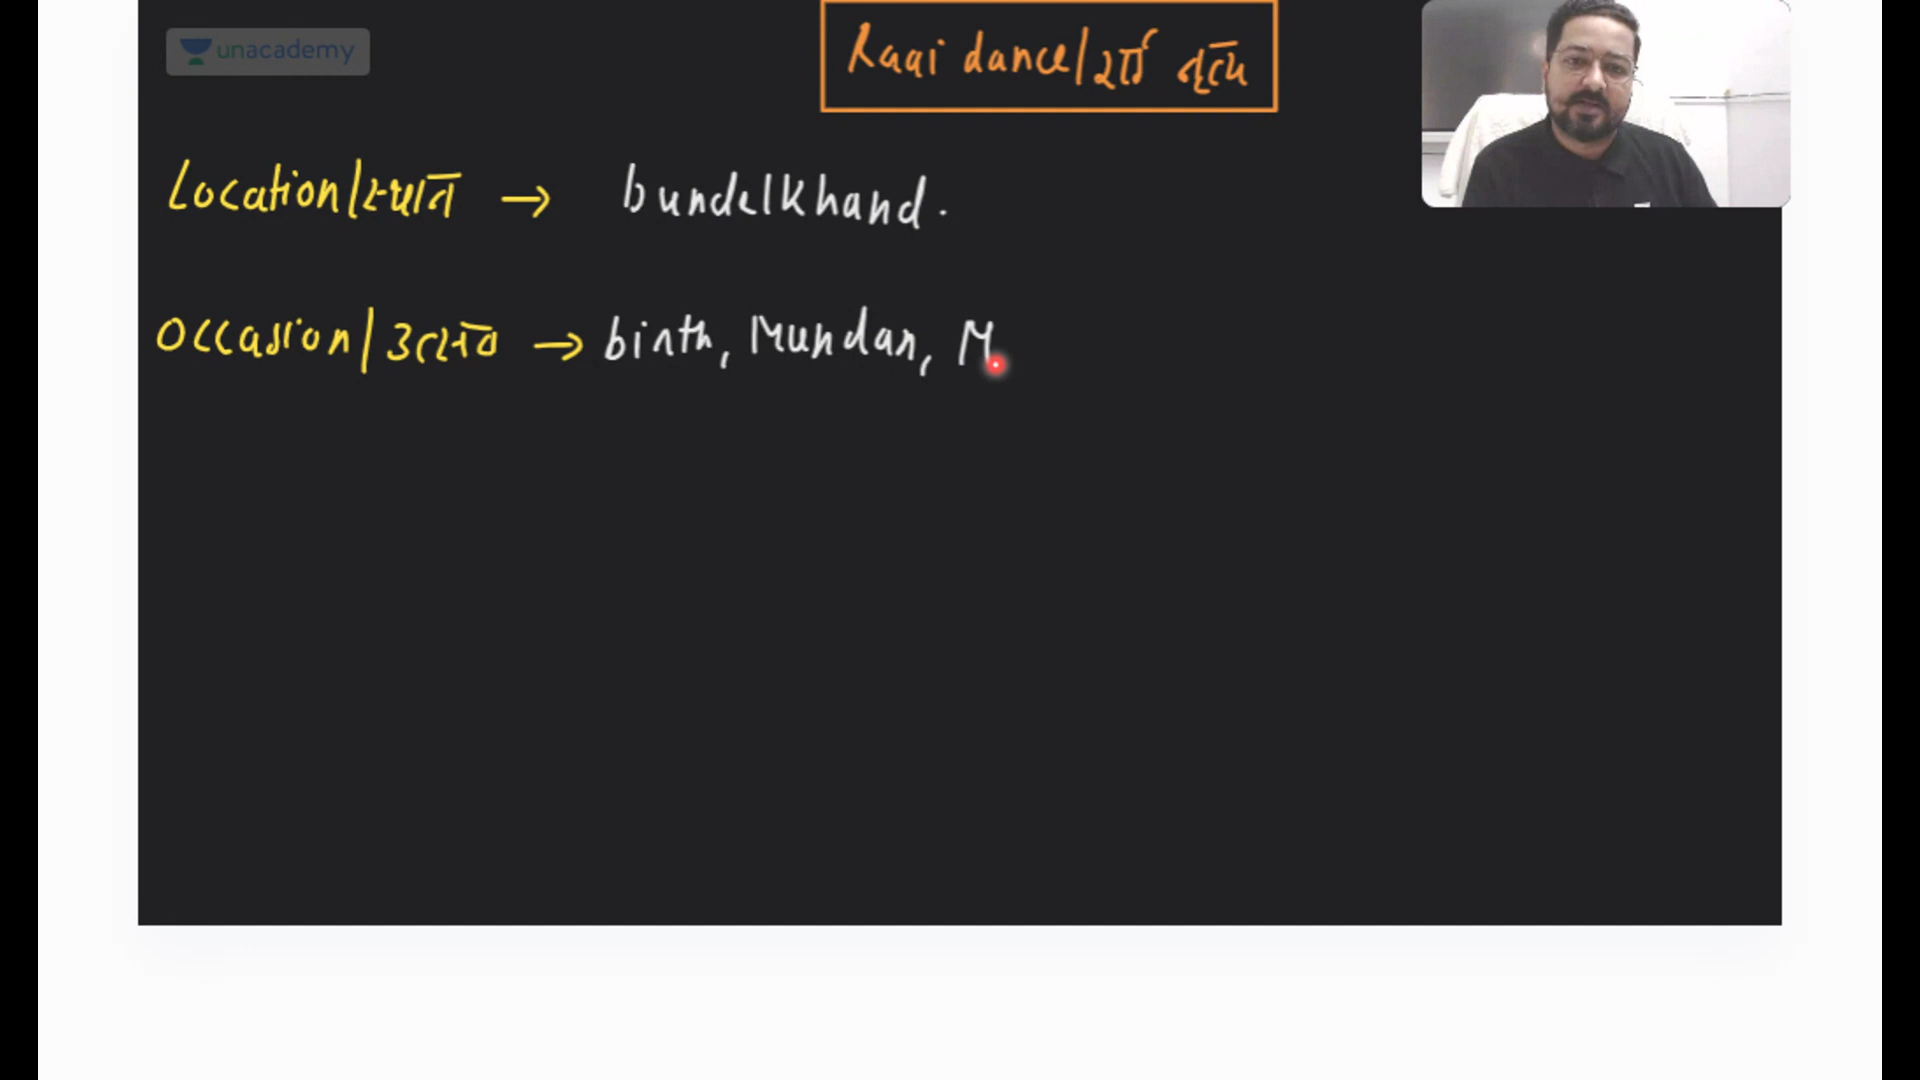 unacademy
Raai dance/राई नृत्य
Location/स्थान → bundelkhand.
Occasion/उत्सव → birth, Mundan, M